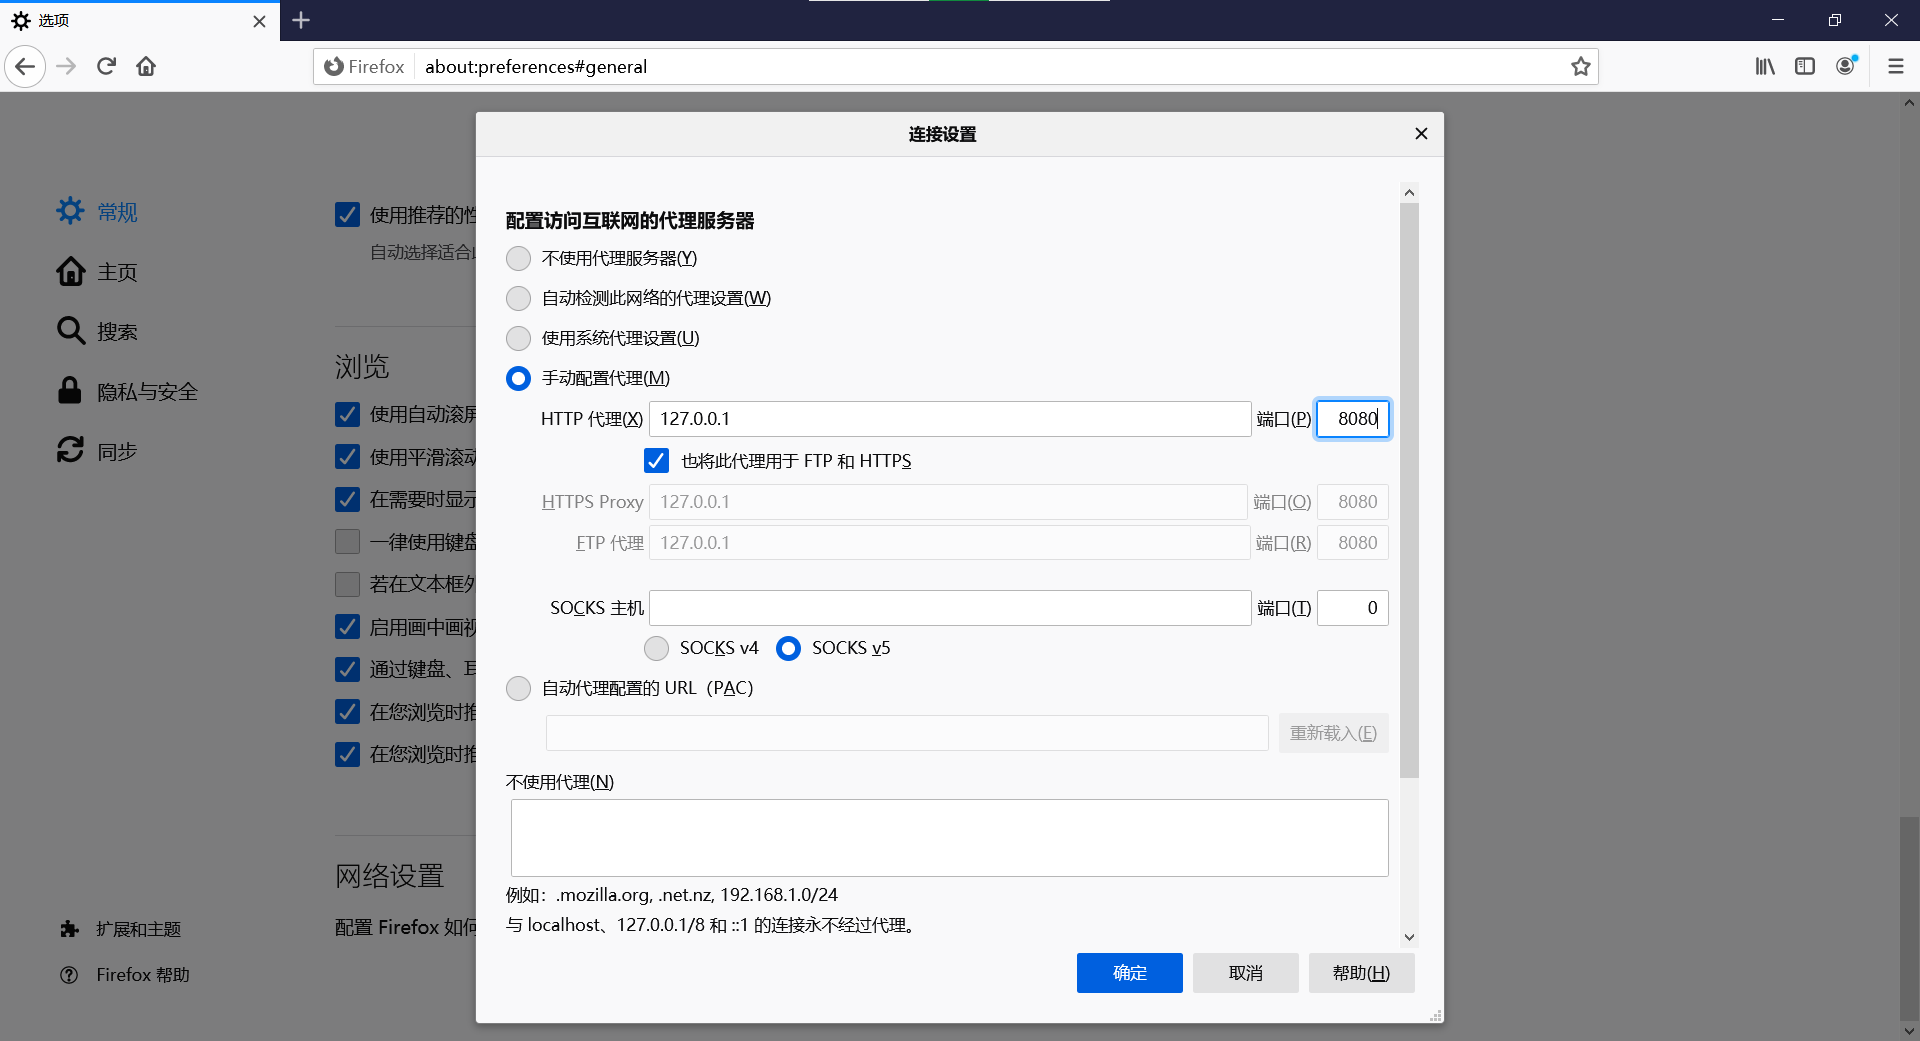 选项
Firefox
about:preferences#general
连接设置
常规
主页
搜索
隐私与安全
同步
扩展和主题
Firefox 帮助
使用推荐的性
自动选择适合
浏览
使用自动滚屏
使用平滑滚动
在需要时显示
一律使用键盘
若在文本框外
启用画中画视
通过键盘、耳
在您浏览时推
在您浏览时推
网络设置
配置 Firefox 如何
配置访问互联网的代理服务器
不使用代理服务器(Y)
自动检测此网络的代理设置(W)
使用系统代理设置(U)
手动配置代理(M)
HTTP 代理(X) 127.0.0.1 端口(P) 8080
也将此代理用于 FTP 和 HTTPS
HTTPS Proxy 127.0.0.1 端口(O) 8080
FTP 代理 127.0.0.1 端口(R) 8080
SOCKS 主机 端口(T) 0
SOCKS v4 SOCKS v5
自动代理配置的 URL（PAC）
重新载入(E)
不使用代理(N)
例如：.mozilla.org, .net.nz, 192.168.1.0/24
与 localhost、127.0.0.1/8 和 ::1 的连接永不经过代理。
确定 取消 帮助(H)